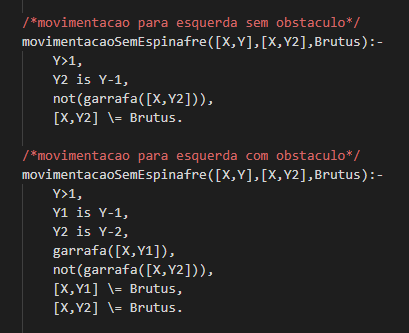 /*movimentacao para esquerda sem obstaculo*/
movimentacaoSemEspinafre([X,Y],[X,Y2],Brutus):-
    Y>1,
    Y2 is Y-1,
    not(garrafa([X,Y2])),
    [X,Y2] \= Brutus.
/*movimentacao para esquerda com obstaculo*/
movimentacaoSemEspinafre([X,Y],[X,Y2],Brutus):-
    Y>1,
    Y1 is Y-1,
    Y2 is Y-2,
    garrafa([X,Y1]),
    not(garrafa([X,Y2])),
    [X,Y1] \= Brutus,
    [X,Y2] \= Brutus.